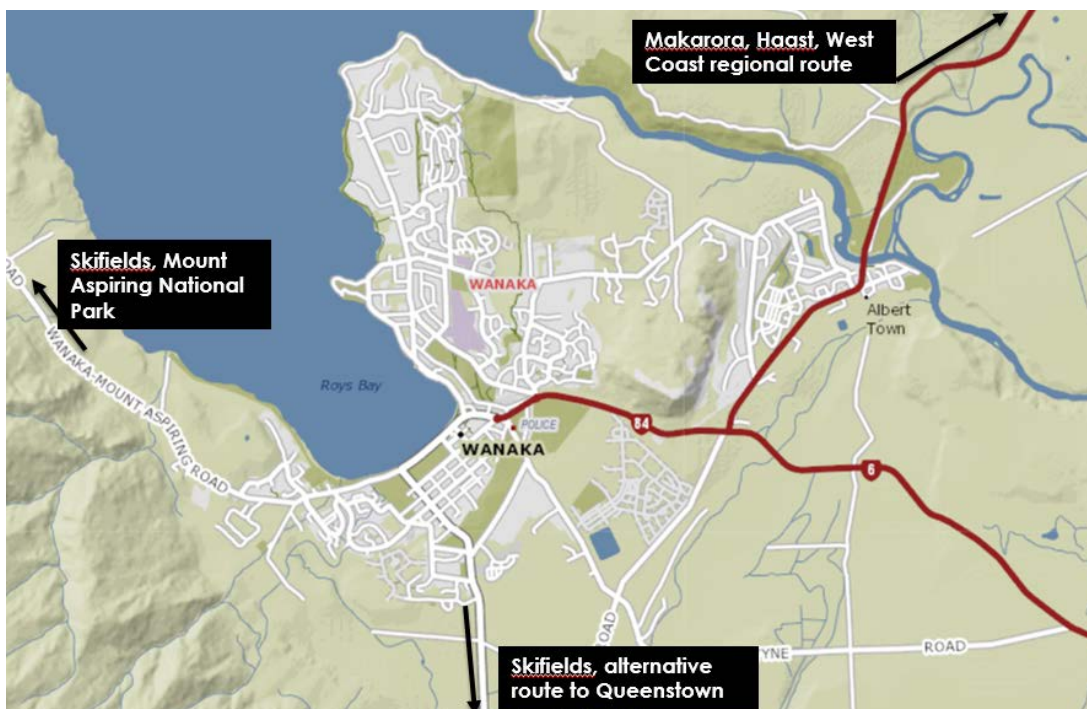 Makarora, Haast, West
Coast regional route
Skifields, Mount
Aspiring National
Park
WANAKA
OAD
Albert
Town
WANAKA-MOUNT ASPIRING ROAD
Roys Bay
84
POLICE
WANAKA
6
ROAD
YNE
ROAD
Skifields, alternative
route to Queenstown